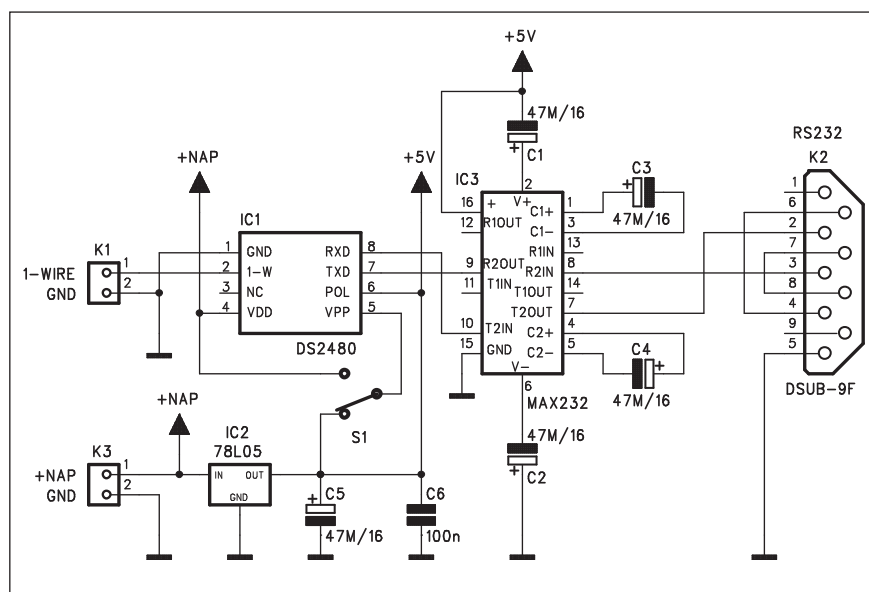 +5V
47M/16
C1
RS232
K2
+NAP
+5V
IC3
C3
47M/16
IC1
K1
1-WIRE
GND
1
2
1 GND RXD 8
2 1-W TXD 7
3 NC POL 6
4 VDD VPP 5
DS2480
2
V+
16 + C1+ 1
12 R1OUT C1- 3
R1IN 13
9 R2OUT R2IN 8
11 T1IN T1OUT 14
T2OUT 7
10 T2IN C2+ 4
15 GND C2- 5
V-
6
MAX232
C4
47M/16
1
6
2
7
3
8
4
9
5
DSUB-9F
S1
+NAP
IC2
78L05
K3
+NAP
GND
1
2
IN OUT
GND
C5
47M/16
C6
100n
47M/16
C2